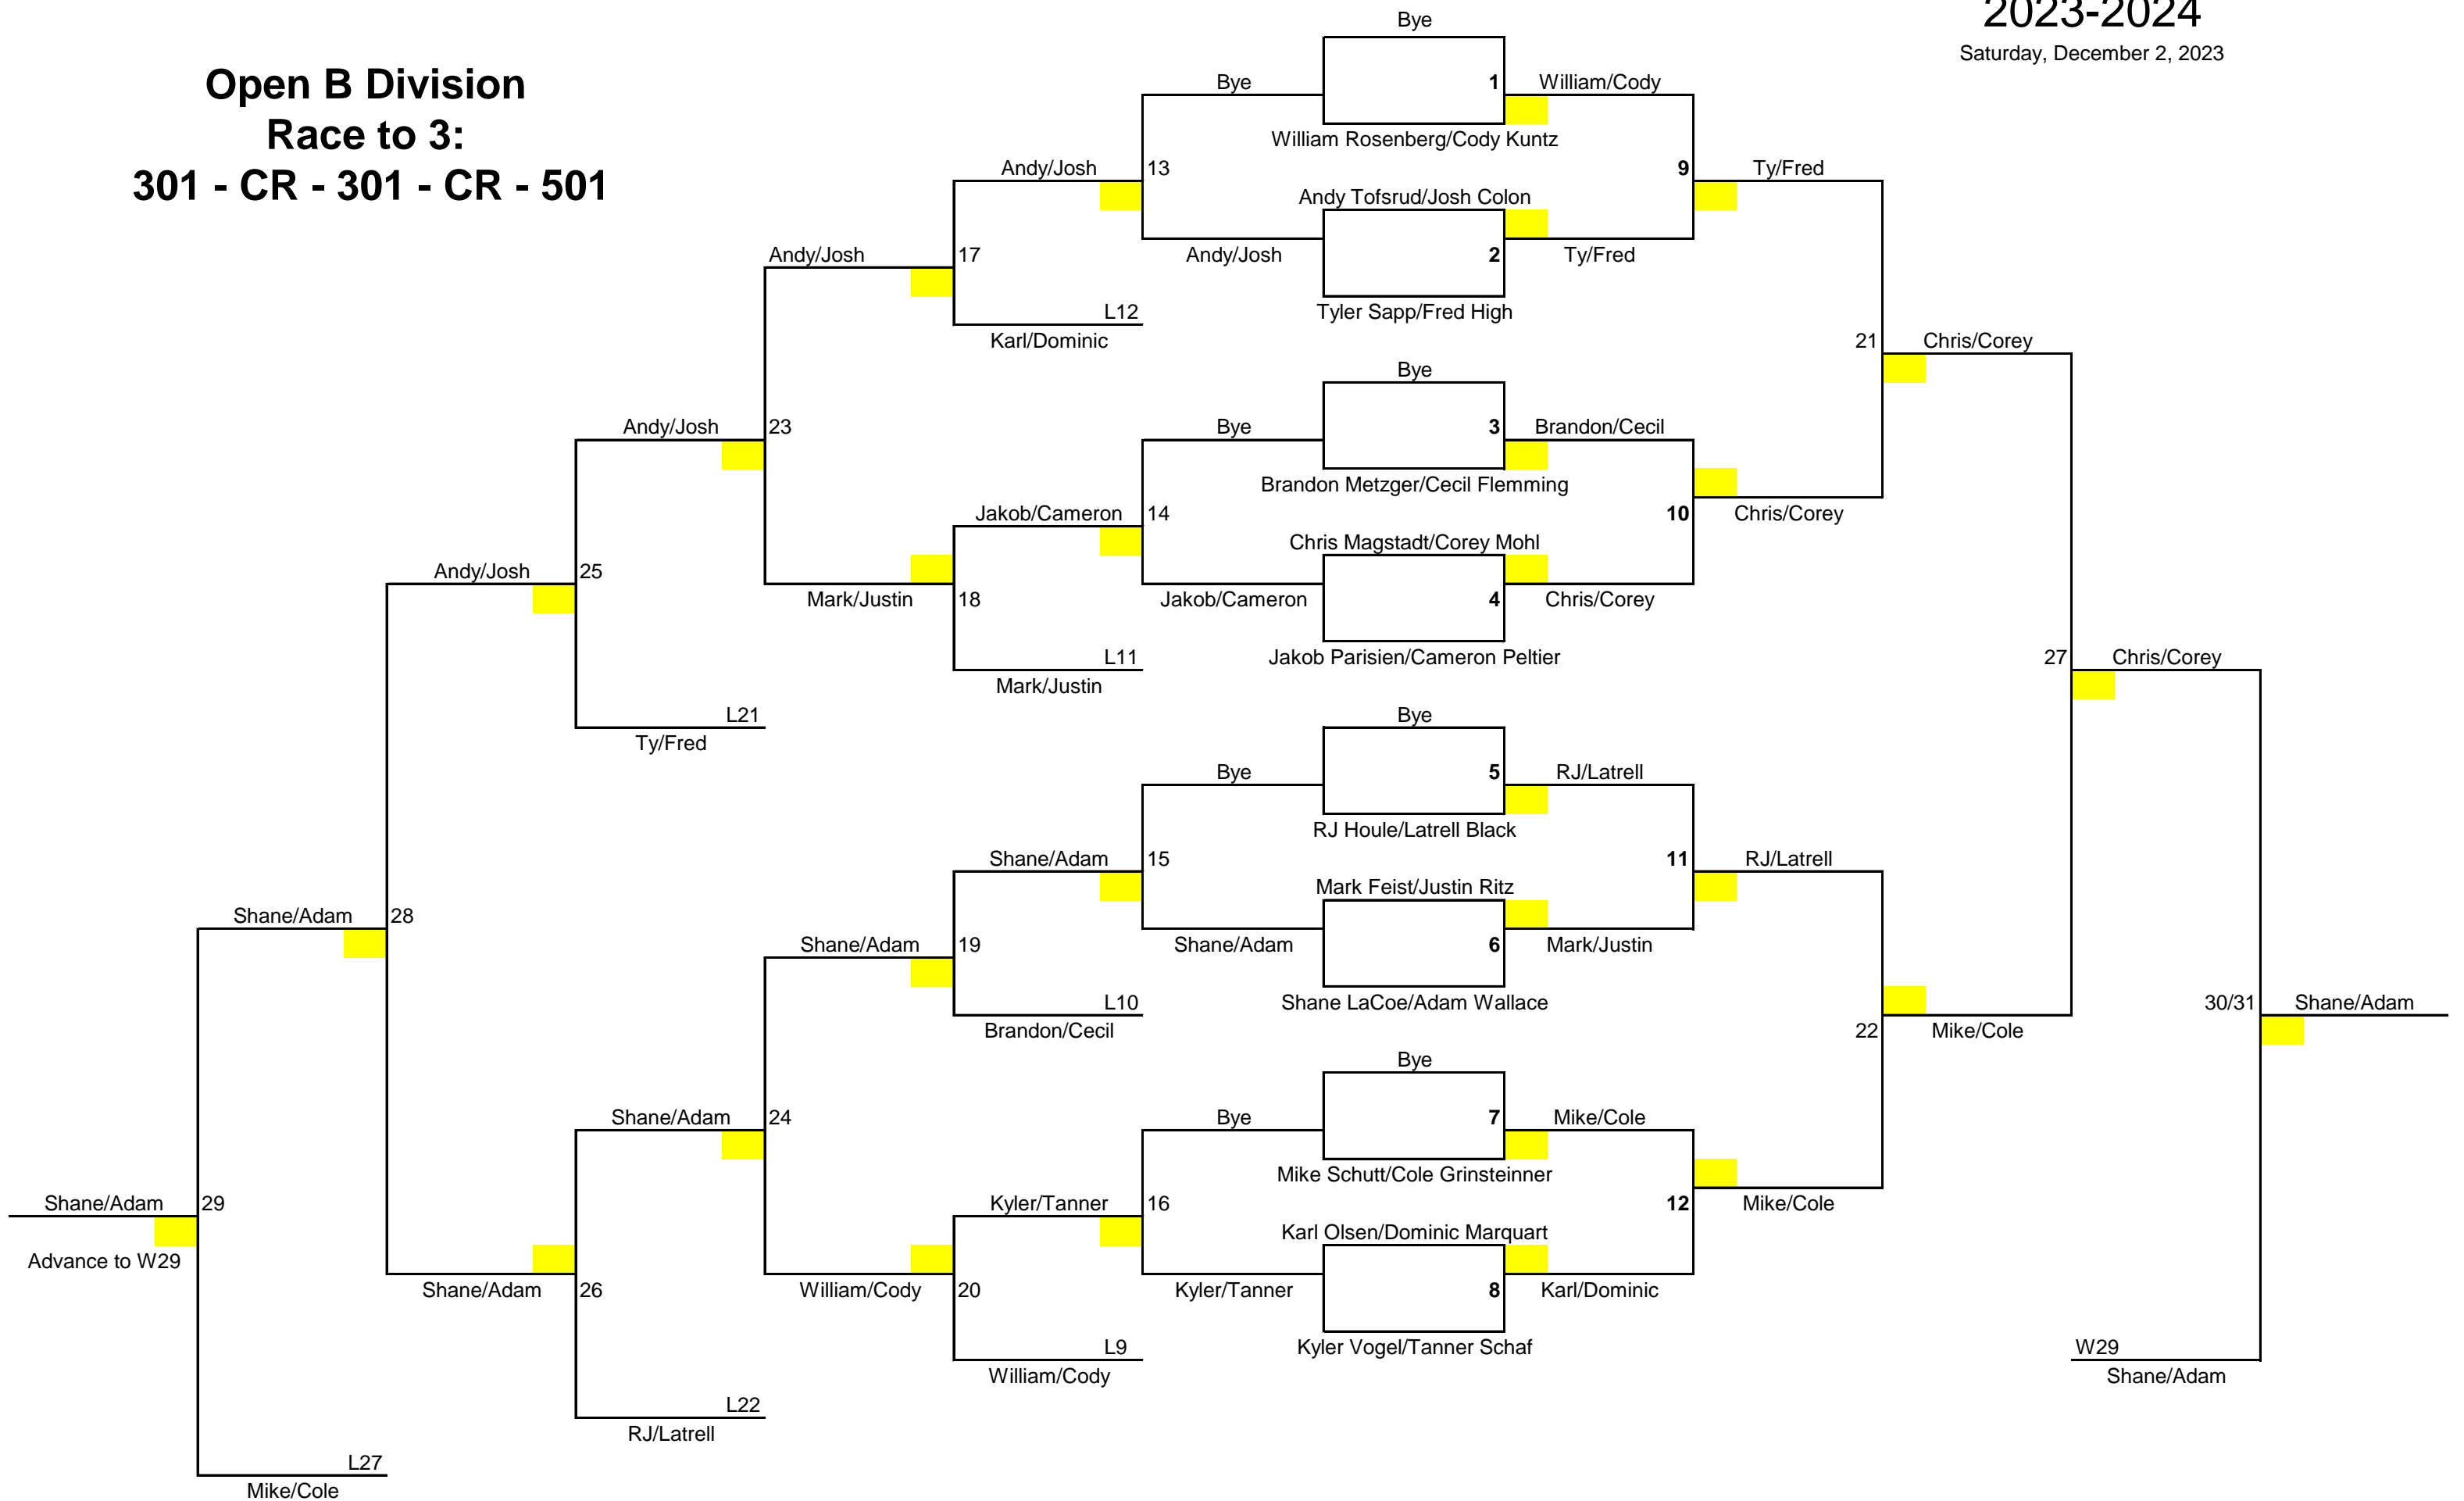 2023-2024
Saturday, December 2, 2023
Open B Division
Race to 3:
301 - CR - 301 - CR - 501
Bye
Bye
1
William/Cody
William Rosenberg/Cody Kuntz
Andy/Josh
13
9
Ty/Fred
Andy Tofsrud/Josh Colon
Andy/Josh
17
Andy/Josh
2
Ty/Fred
L12
Tyler Sapp/Fred High
Karl/Dominic
21
Chris/Corey
Bye
Andy/Josh
23
Bye
3
Brandon/Cecil
Brandon Metzger/Cecil Flemming
Jakob/Cameron
14
10
Chris/Corey
Chris Magstadt/Corey Mohl
Andy/Josh
25
Mark/Justin
18
Jakob/Cameron
4
Chris/Corey
L11
Jakob Parisien/Cameron Peltier
27
Chris/Corey
Mark/Justin
L21
Bye
Ty/Fred
Bye
5
RJ/Latrell
RJ Houle/Latrell Black
Shane/Adam
15
11
RJ/Latrell
Mark Feist/Justin Ritz
Shane/Adam
28
Shane/Adam
19
Shane/Adam
6
Mark/Justin
L10
Shane LaCoe/Adam Wallace
30/31
Shane/Adam
Brandon/Cecil
22
Mike/Cole
Bye
Shane/Adam
24
Bye
7
Mike/Cole
Mike Schutt/Cole Grinsteinner
Shane/Adam
29
Kyler/Tanner
16
12
Mike/Cole
Karl Olsen/Dominic Marquart
Advance to W29
Shane/Adam
26
William/Cody
20
Kyler/Tanner
8
Karl/Dominic
L9
Kyler Vogel/Tanner Schaf
W29
William/Cody
Shane/Adam
L22
RJ/Latrell
L27
Mike/Cole